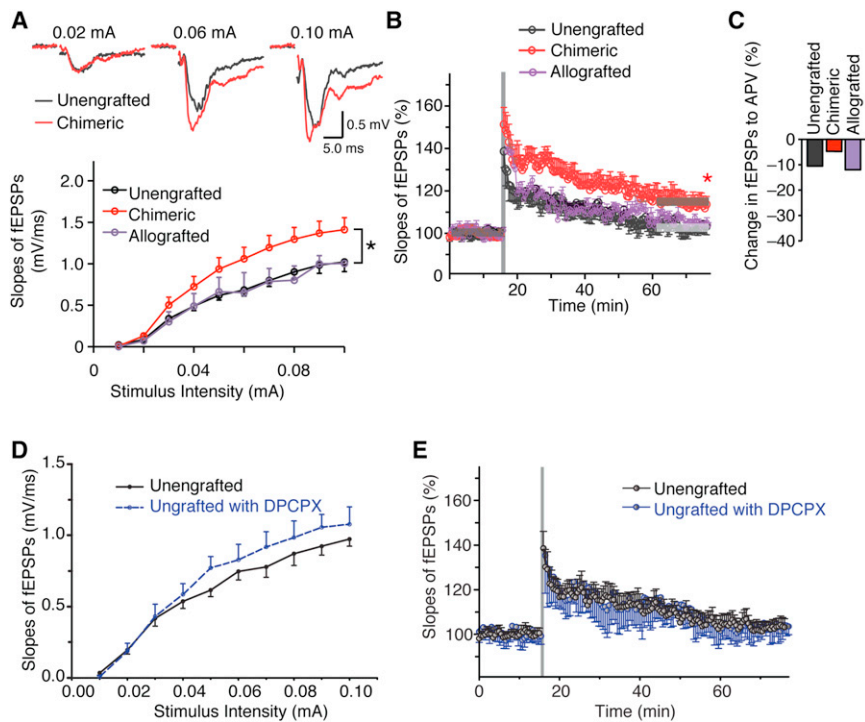 A
0.02 mA
0.06 mA
0.10 mA
Unengrafted
Chimeric
0.5 mV
5.0 ms
Slopes of fEPSPs
(mV/ms)
2.0
1.5
1.0
0.5
0
Unengrafted
Chimeric
Allografted
*
0
0.04
0.08
Stimulus Intensity (mA)
B
Unengrafted
Chimeric
Allografted
Slopes of fEPSPs (%)
160
140
120
100
0
*
20
40
60
Time (min)
C
Unengrafted
Chimeric
Allografted
Change in fEPSPs to APV (%)
0
−10
−20
−30
−40
D
Slopes of fEPSPs (mV/ms)
1.5
1.0
0.5
0.0
Unengrafted
Ungrafted with DPCPX
0.00
0.02
0.04
0.06
0.08
0.10
Stimulus Intensity (mA)
E
Slopes of fEPSPs (%)
160
140
120
100
Unengrafted
Ungrafted with DPCPX
0
20
40
60
Time (min)